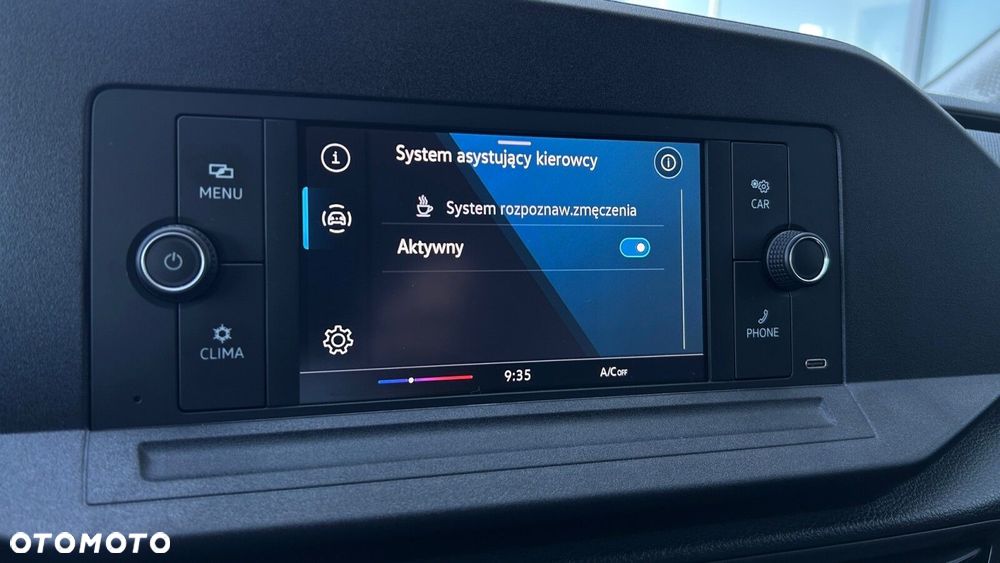 MENU
CLIMA
i
System asystujący kierowcy
System rozpoznaw.zmęczenia
Aktywny
9:35
A/C OFF
CAR
PHONE
OTOMOTO